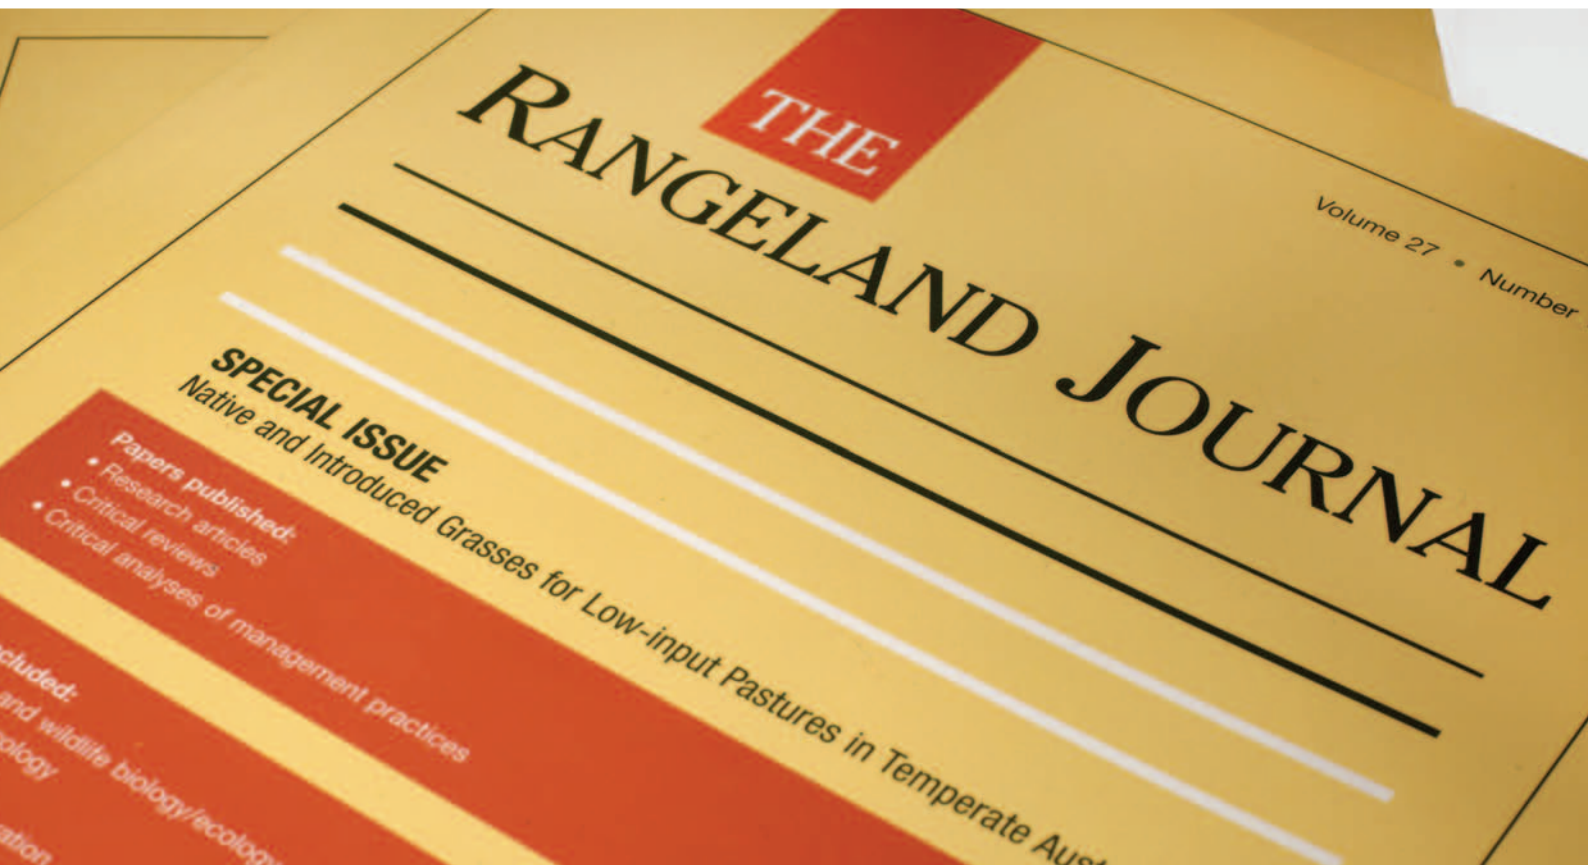 THE
RANGELAND JOURNAL
Volume 27 • Number
SPECIAL ISSUE
Native and Introduced Grasses for Low-input Pastures in Temperate
Papers published:
• Research articles
• Critical reviews
• Critical analyses of management practices
and wildlife biology/ecology